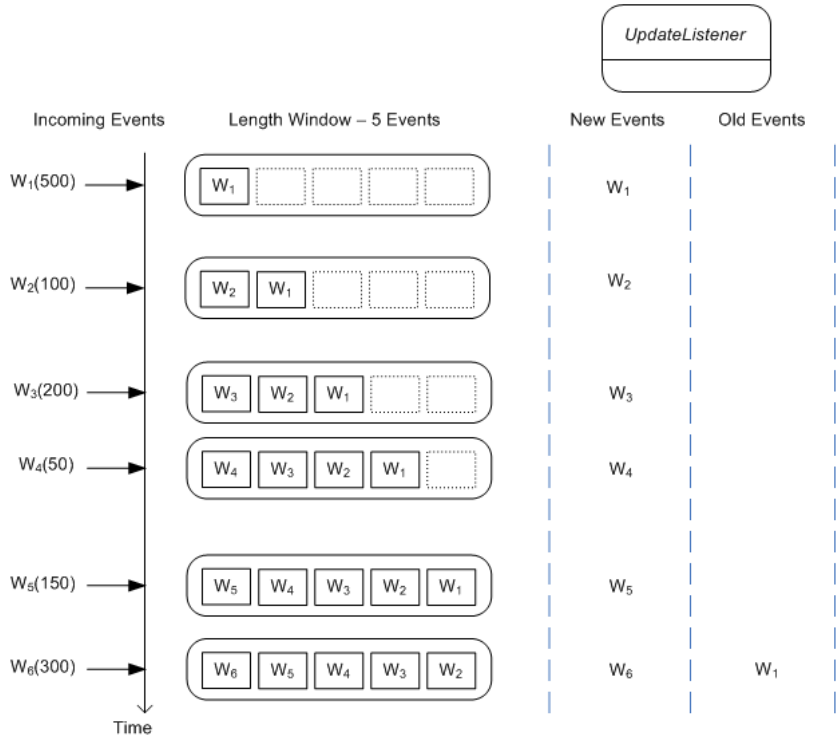 UpdateListener
Incoming Events Length Window – 5 Events New Events Old Events
W₁(500) W₁ W₁
W₂(100) W₂ W₁ W₂
W₃(200) W₃ W₂ W₁ W₃
W₄(50) W₄ W₃ W₂ W₁ W₄
W₅(150) W₅ W₄ W₃ W₂ W₁ W₅
W₆(300) W₆ W₅ W₄ W₃ W₂ W₆ W₁
Time